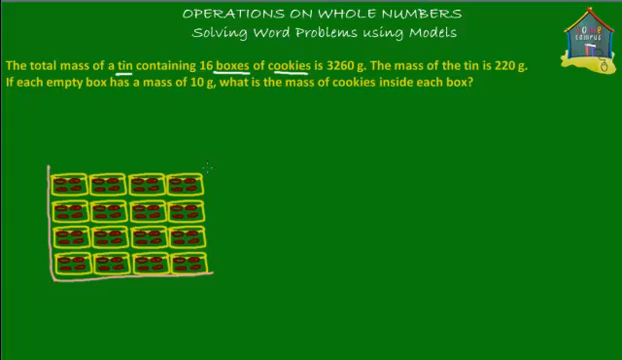 OPERATIONS ON WHOLE NUMBERS
Solving Word Problems using Models
The total mass of a tin containing 16 boxes of cookies is 3260 g. The mass of the tin is 220 g.
If each empty box has a mass of 10 g, what is the mass of cookies inside each box?